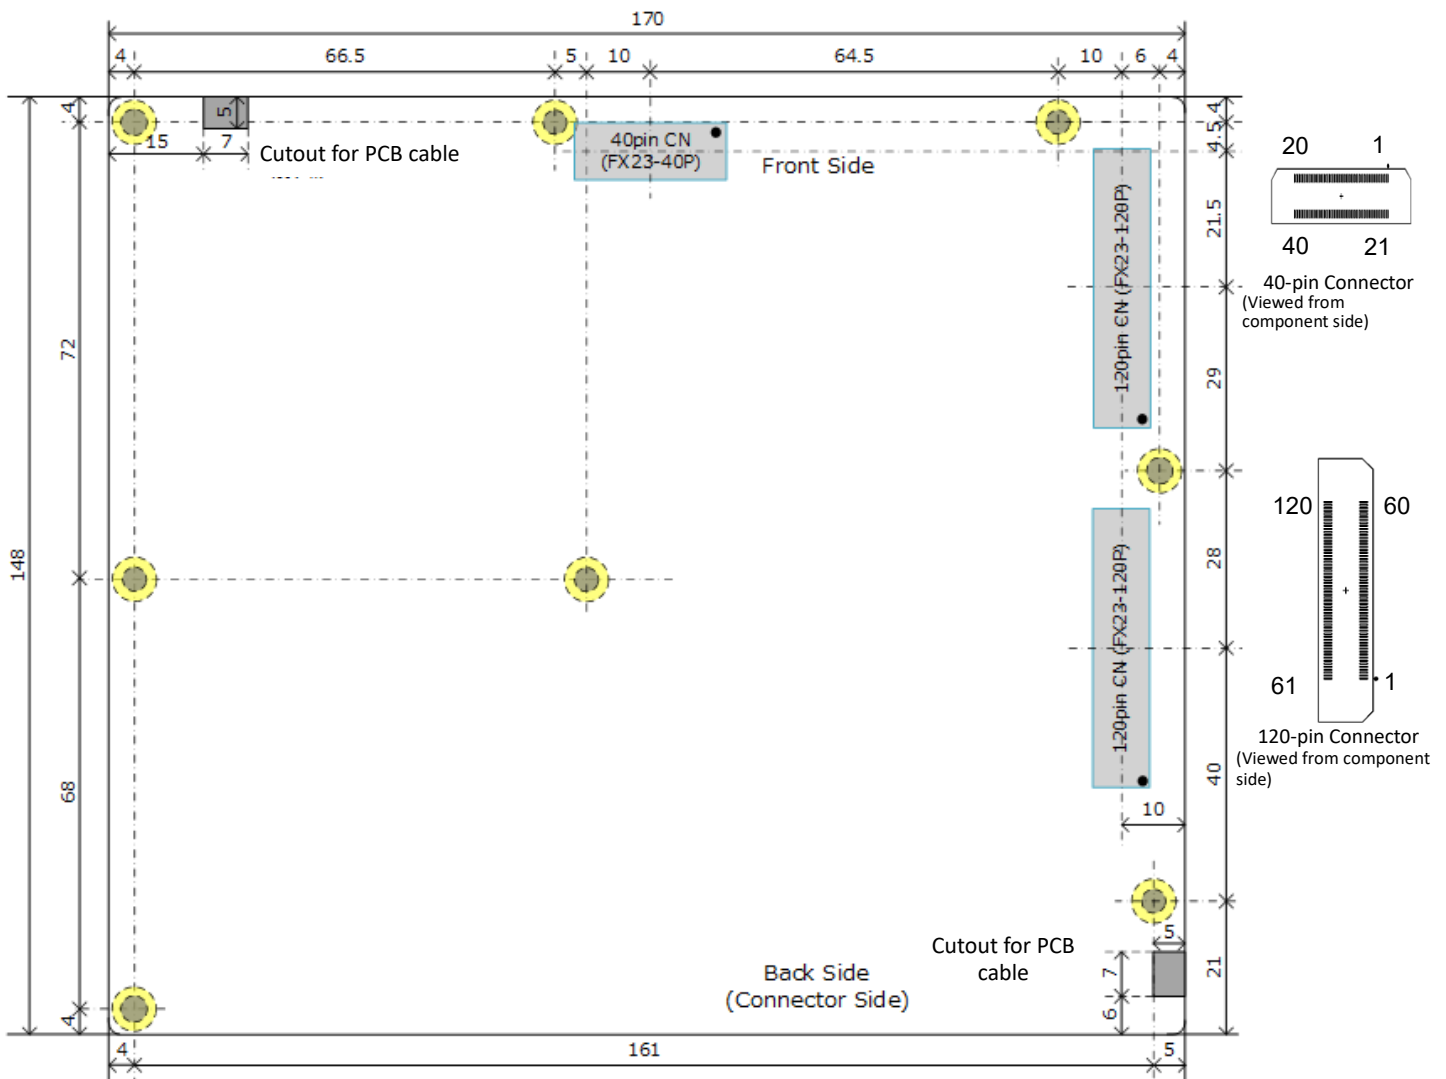 170
4 66.5 5 10 64.5 10 6 4
4
5
15 7
Cutout for PCB cable
40pin CN
(FX23-40P)
Front Side
4
4.5
21.5
29
28
40
21
120pin CN (FX23-120P)
120pin CN (FX23-120P)
148
72
68
4
10
5
7
6
Cutout for PCB
cable
Back Side
(Connector Side)
4 161 5
20 1
40 21
40-pin Connector
(Viewed from
component side)
120 60
61 1
120-pin Connector
(Viewed from component
side)